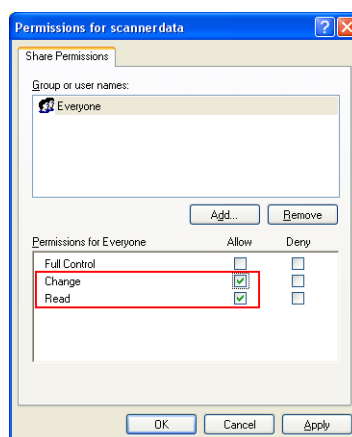 Permissions for scannerdata
Share Permissions
Group or user names:
Everyone
Add... Remove
Permissions for Everyone Allow Deny
Full Control
Change
Read
OK Cancel Apply